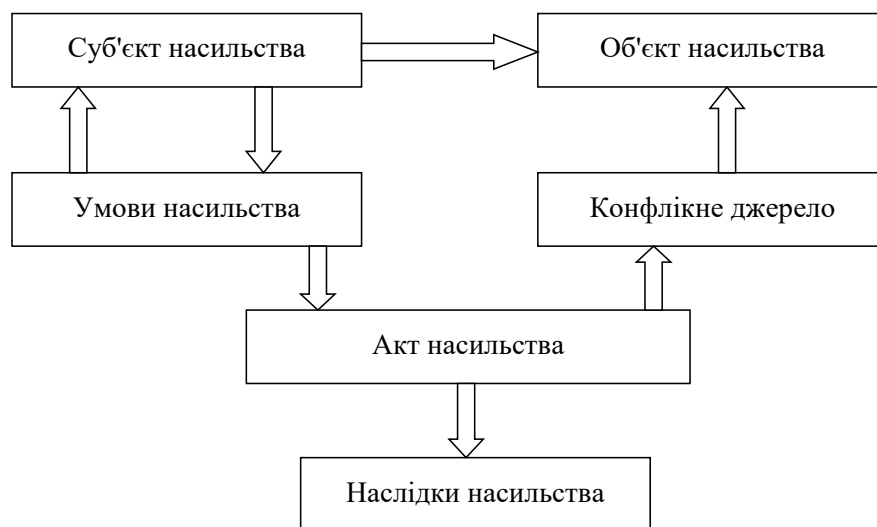 Суб'єкт насильства
Об'єкт насильства
Умови насильства
Конфлікне джерело
Акт насильства
Наслідки насильства